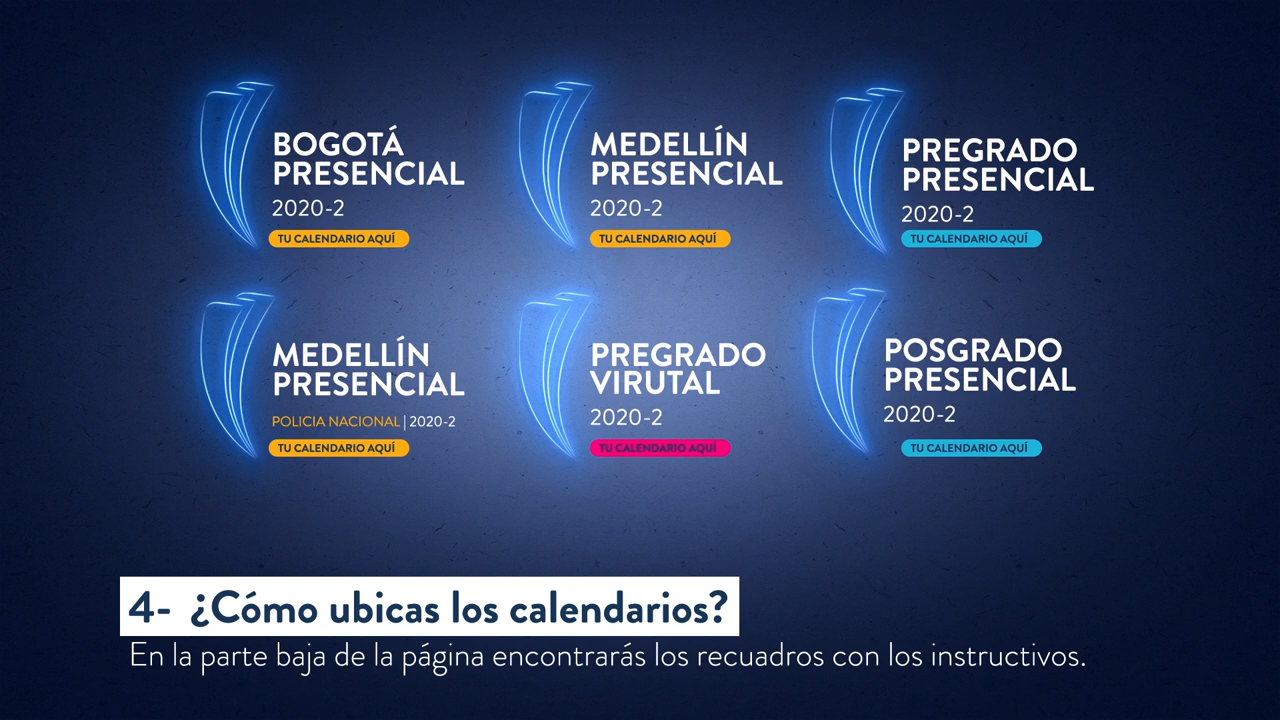 BOGOTÁ
PRESENCIAL
2020-2
TU CALENDARIO AQUÍ
MEDELLÍN
PRESENCIAL
2020-2
TU CALENDARIO AQUÍ
PREGRADO
PRESENCIAL
2020-2
TU CALENDARIO AQUÍ
MEDELLÍN
PRESENCIAL
POLICIA NACIONAL | 2020-2
TU CALENDARIO AQUÍ
PREGRADO
VIRUTAL
2020-2
TU CALENDARIO AQUÍ
POSGRADO
PRESENCIAL
2020-2
TU CALENDARIO AQUÍ
4- ¿Cómo ubicas los calendarios?
En la parte baja de la página encontrarás los recuadros con los instructivos.